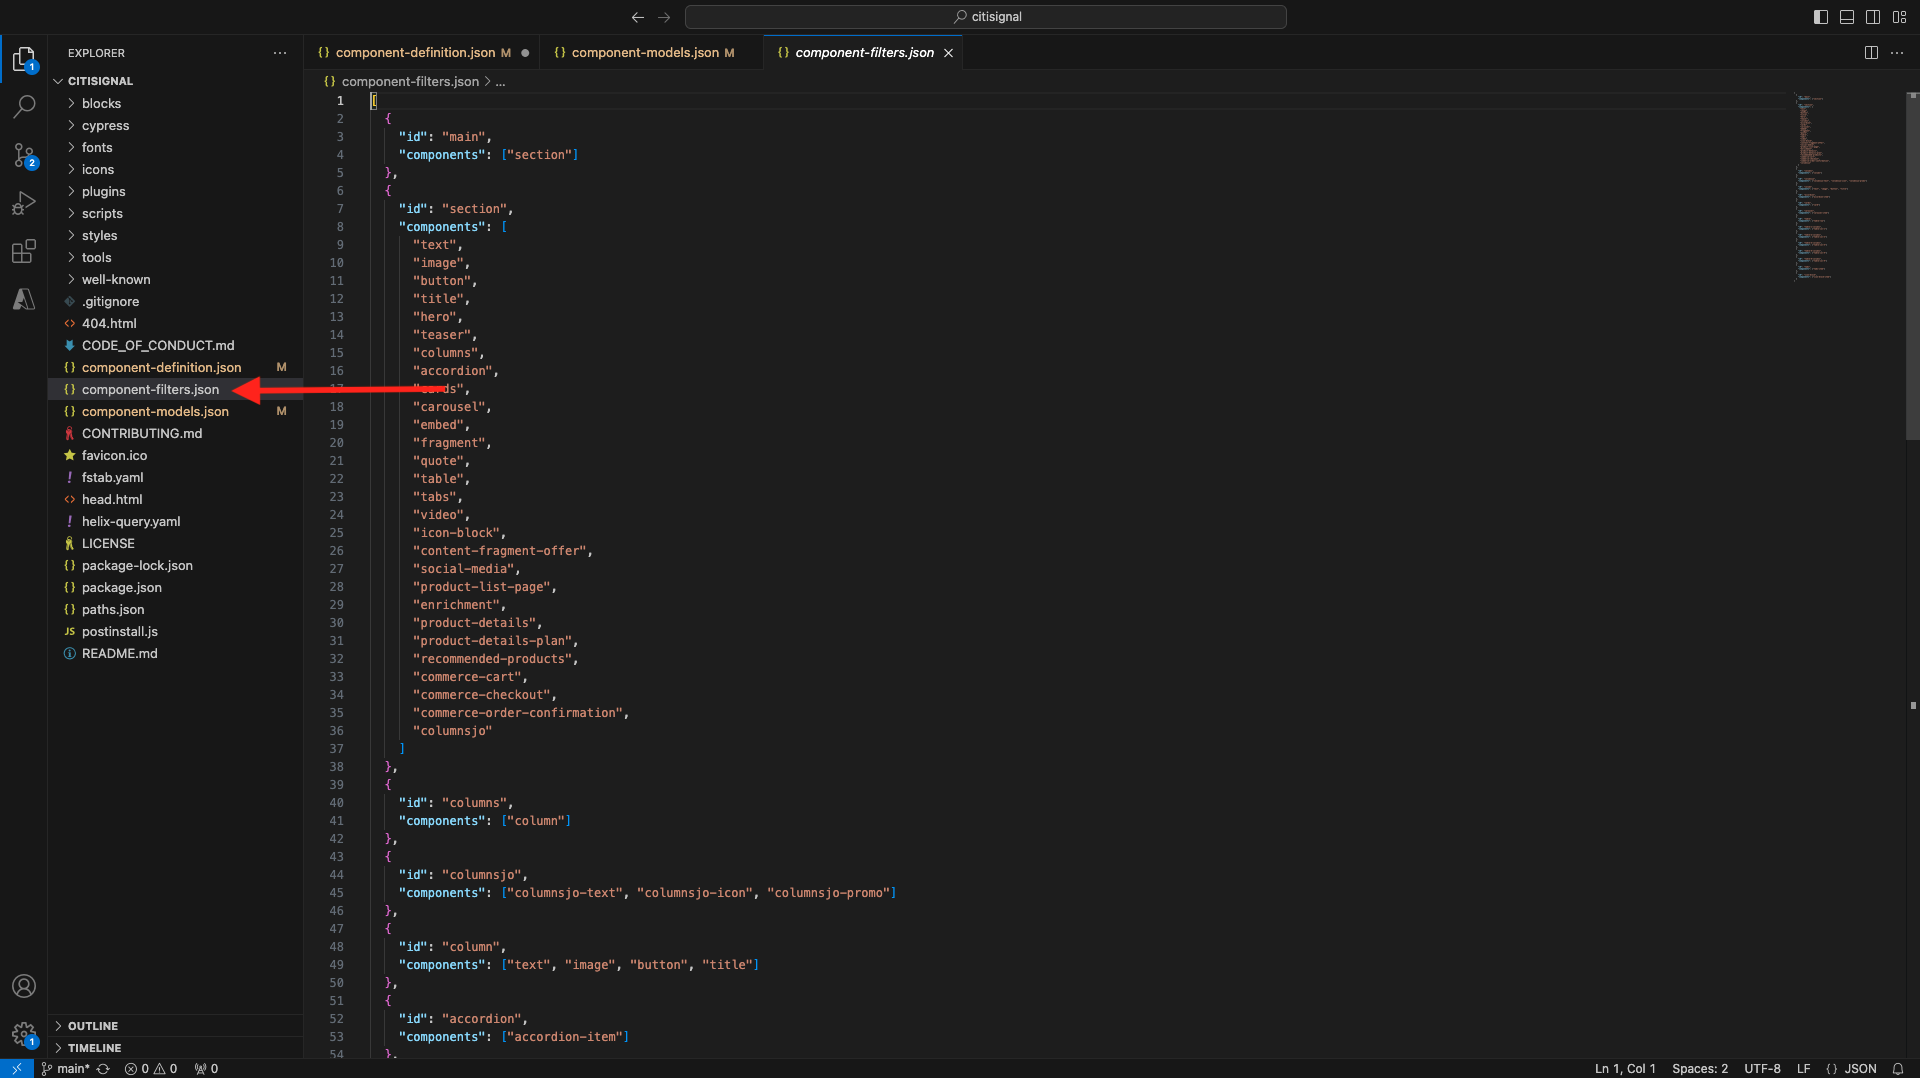 citisignal
EXPLORER
CITISIGNAL
blocks
cypress
fonts
icons
plugins
scripts
styles
tools
well-known
.gitignore
404.html
CODE_OF_CONDUCT.md
component-definition.json M
component-filters.json
component-models.json M
CONTRIBUTING.md
favicon.ico
fstab.yaml
head.html
helix-query.yaml
LICENSE
package-lock.json
package.json
paths.json
postinstall.js
README.md
OUTLINE
TIMELINE
component-definition.json M
component-models.json M
component-filters.json
component-filters.json > ...
1 [
2 {
3 "id": "main",
4 "components": ["section"]
5 },
6 {
7 "id": "section",
8 "components": [
9 "text",
10 "image",
11 "button",
12 "title",
13 "hero",
14 "teaser",
15 "columns",
16 "accordion",
17 "cards",
18 "carousel",
19 "embed",
20 "fragment",
21 "quote",
22 "table",
23 "tabs",
24 "video",
25 "icon-block",
26 "content-fragment-offer",
27 "social-media",
28 "product-list-page",
29 "enrichment",
30 "product-details",
31 "product-details-plan",
32 "recommended-products",
33 "commerce-cart",
34 "commerce-checkout",
35 "commerce-order-confirmation",
36 "columnsjo"
37 ]
38 },
39 {
40 "id": "columns",
41 "components": ["column"]
42 },
43 {
44 "id": "columnsjo",
45 "components": ["columnsjo-text", "columnsjo-icon", "columnsjo-promo"]
46 },
47 {
48 "id": "column",
49 "components": ["text", "image", "button", "title"]
50 },
51 {
52 "id": "accordion",
53 "components": ["accordion-item"]
54 },
1
2
1
main* 0 0 0
Ln 1, Col 1 Spaces: 2 UTF-8 LF {} JSON